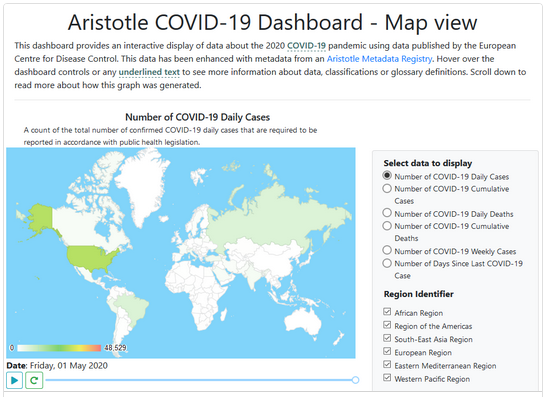 Aristotle COVID-19 Dashboard - Map view
This dashboard provides an interactive display of data about the 2020 COVID-19 pandemic using data published by the European
Centre for Disease Control. This data has been enhanced with metadata from an Aristotle Metadata Registry. Hover over the
dashboard controls or any underlined text to see more information about data, classifications or glossary definitions. Scroll down to
read more about how this graph was generated.
Number of COVID-19 Daily Cases
A count of the total number of confirmed COVID-19 daily cases that are required to be
reported in accordance with public health legislation.
Select data to display
Number of COVID-19 Daily Cases
Number of COVID-19 Cumulative
Cases
Number of COVID-19 Daily Deaths
Number of COVID-19 Cumulative
Deaths
Number of COVID-19 Weekly Cases
Number of Days Since Last COVID-19
Case
Region Identifier
African Region
Region of the Americas
South-East Asia Region
European Region
Eastern Mediterranean Region
Western Pacific Region
0 48,529
Date: Friday, 01 May 2020